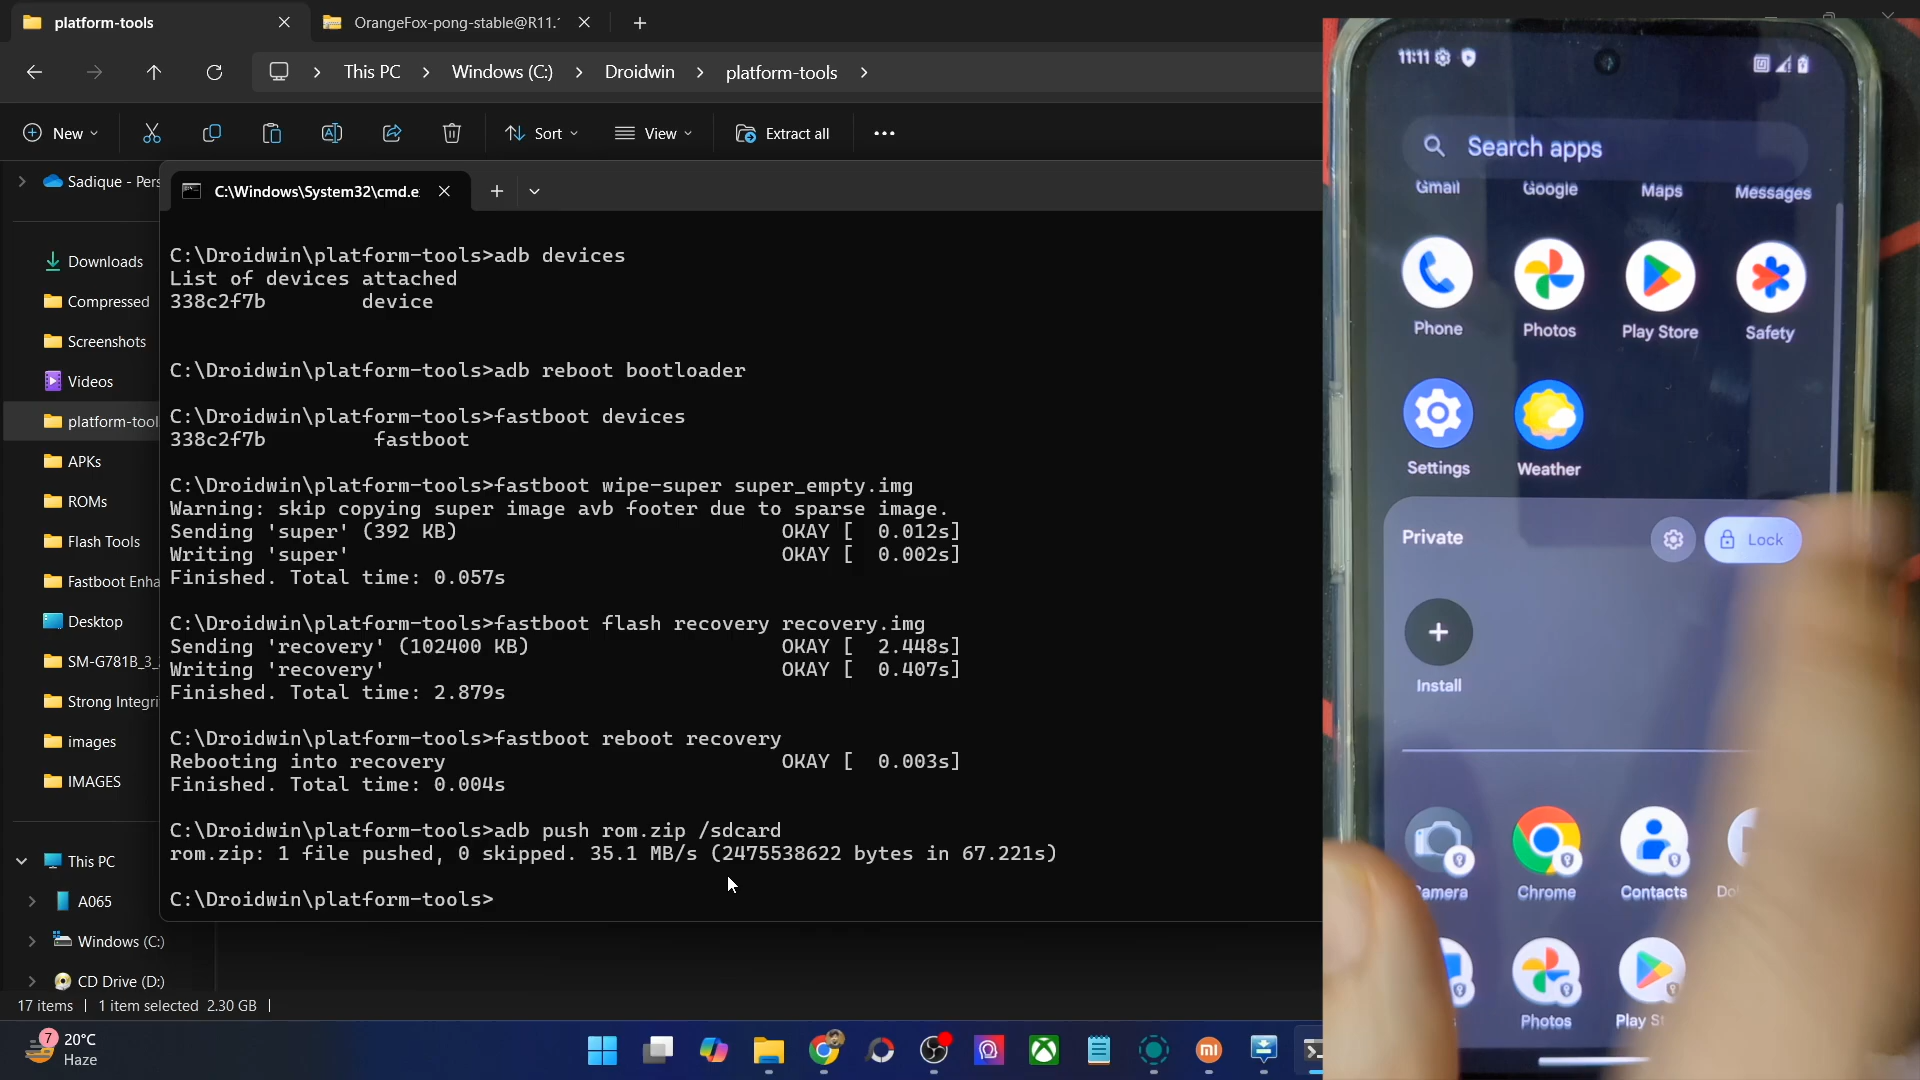 platform-tools
OrangeFox-pong-stable@R11.
This PC
Windows (C:)
Droidwin
platform-tools
New
Sort
View
Extract all
Sadique - Pers
C:\Windows\System32\cmd.e
Downloads
Compressed
Screenshots
Videos
platform-tool
APKs
ROMs
Flash Tools
Fastboot Enha
Desktop
SM-G781B_3_
Strong Integri
images
IMAGES
This PC
A065
Windows (C:)
CD Drive (D:)
C:\Droidwin\platform-tools>adb devices
List of devices attached
338c2f7b device
C:\Droidwin\platform-tools>adb reboot bootloader
C:\Droidwin\platform-tools>fastboot devices
338c2f7b fastboot
C:\Droidwin\platform-tools>fastboot wipe-super super_empty.img
Warning: skip copying super image avb footer due to sparse image.
Sending 'super' (392 KB) OKAY [ 0.012s]
Writing 'super' OKAY [ 0.002s]
Finished. Total time: 0.057s
C:\Droidwin\platform-tools>fastboot flash recovery recovery.img
Sending 'recovery' (102400 KB) OKAY [ 2.448s]
Writing 'recovery' OKAY [ 0.407s]
Finished. Total time: 2.879s
C:\Droidwin\platform-tools>fastboot reboot recovery
Rebooting into recovery OKAY [ 0.003s]
Finished. Total time: 0.004s
C:\Droidwin\platform-tools>adb push rom.zip /sdcard
rom.zip: 1 file pushed, 0 skipped. 35.1 MB/s (2475538622 bytes in 67.221s)
C:\Droidwin\platform-tools>
17 items
1 item selected 2.30 GB
7
20°C
Haze
11:11
Search apps
Gmail Google Maps Messages
Phone Photos Play Store Safety
Settings Weather
Private
Lock
Install
amera Chrome Contacts Do
Photos Play St